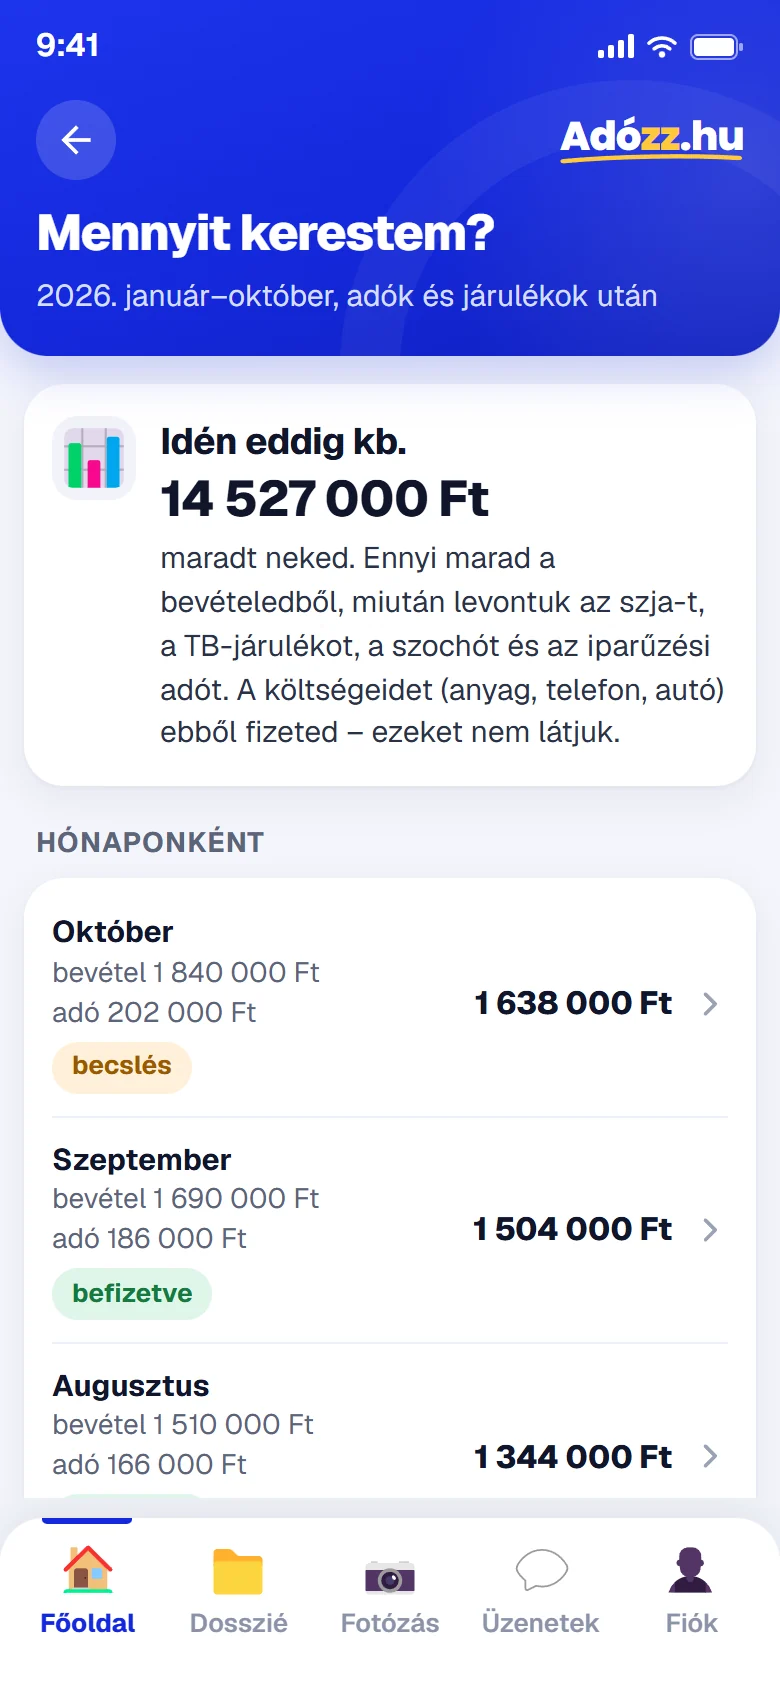 9:41
Adózz.hu
Mennyit kerestem?
2026. január–október, adók és járulékok után
Idén eddig kb.
14 527 000 Ft
maradt neked. Ennyi marad a
bevételedből, miután levontuk az szja-t,
a TB-járulékot, a szochót és az iparűzési
adót. A költségeidet (anyag, telefon, autó)
ebből fizeted – ezeket nem látjuk.
HÓNAPONKÉNT
Október
bevétel 1 840 000 Ft
adó 202 000 Ft
1 638 000 Ft
becslés
Szeptember
bevétel 1 690 000 Ft
adó 186 000 Ft
1 504 000 Ft
befizetve
Augusztus
bevétel 1 510 000 Ft
adó 166 000 Ft
1 344 000 Ft
Főoldal
Dosszié
Fotózás
Üzenetek
Fiók